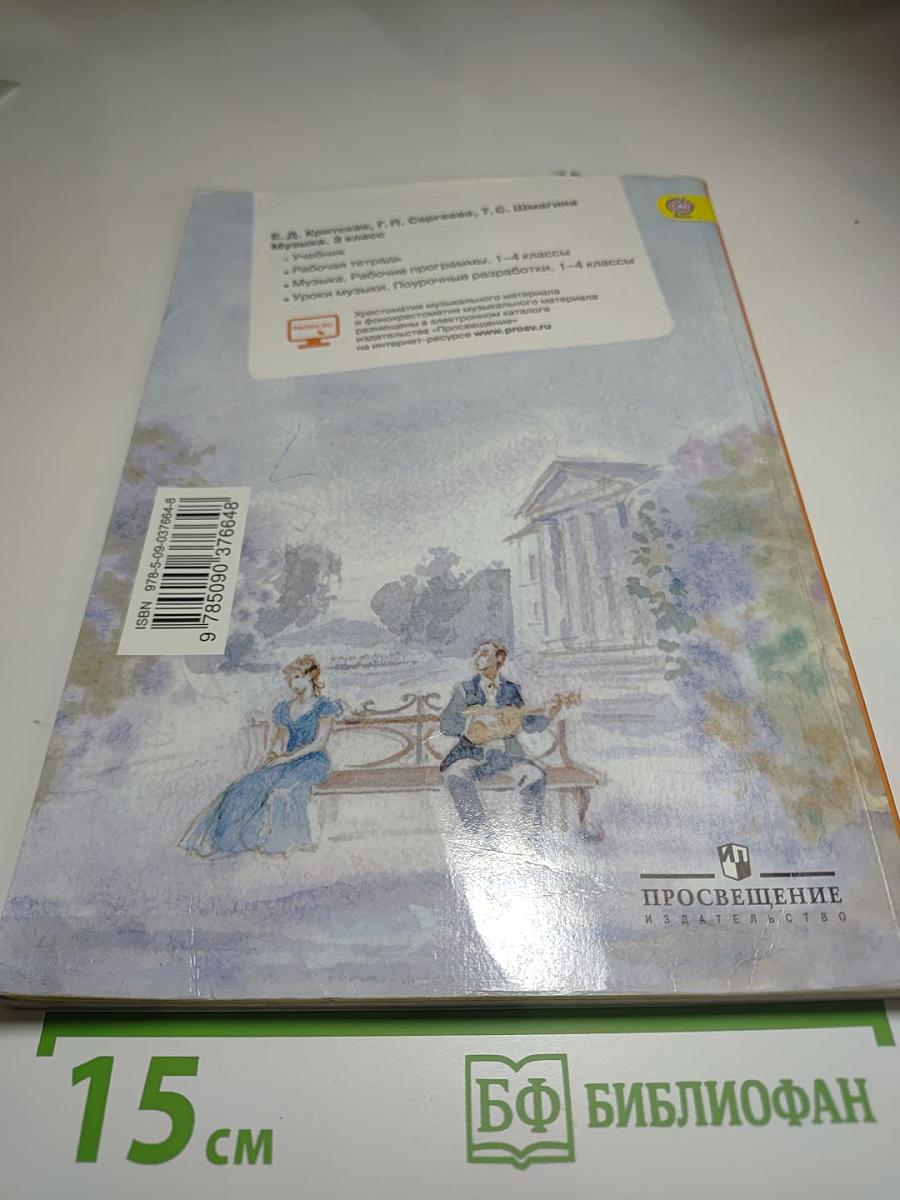 Е. Д. Критская, Г. П. Сергеева, Т. С. Шмагина
Музыка. 3 класс
• Учебник
• Рабочая тетрадь
• Музыка. Рабочие программы. 1–4 классы
• Уроки музыки. Поурочные разработки. 1–4 классы
PROSV.RU
Хрестоматия музыкального материала
и фонохрестоматия музыкального материала
размещены в электронном каталоге
издательства «Просвещение»
на интернет-ресурсе www.prosv.ru
ISBN 978-5-09-037664-8
9 785090 376648
ИП
ПРОСВЕЩЕНИЕ
ИЗДАТЕЛЬСТВО
15 см
БФ БИБЛИОФАН